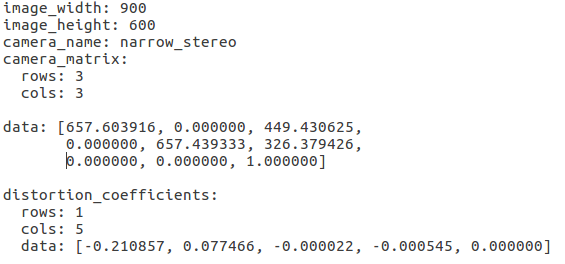 image_width: 900
image_height: 600
camera_name: narrow_stereo
camera_matrix:
  rows: 3
  cols: 3

data: [657.603916, 0.000000, 449.430625,
       0.000000, 657.439333, 326.379426,
       0.000000, 0.000000, 1.000000]

distortion_coefficients:
  rows: 1
  cols: 5
  data: [-0.210857, 0.077466, -0.000022, -0.000545, 0.000000]